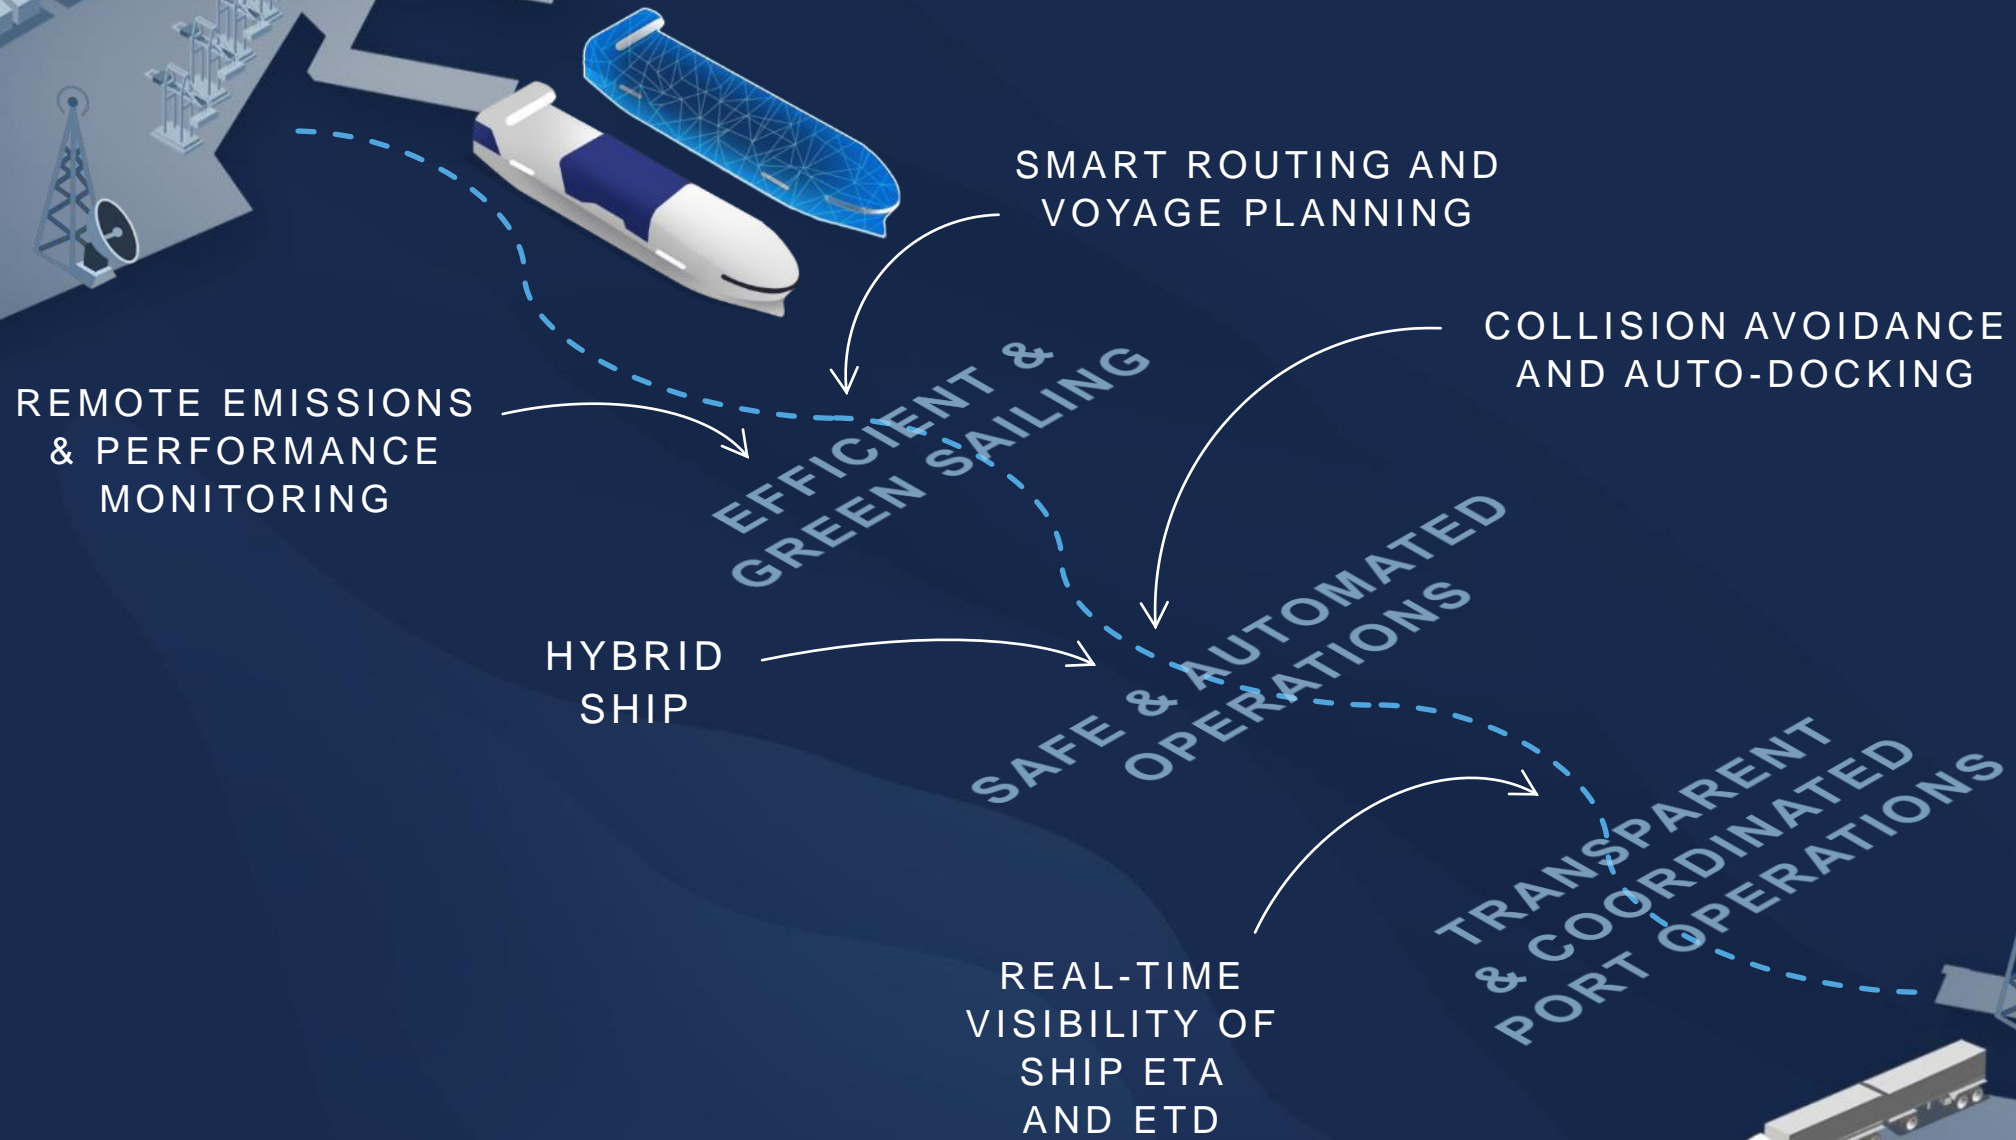 SMART ROUTING AND
VOYAGE PLANNING
COLLISION AVOIDANCE
AND AUTO-DOCKING
REMOTE EMISSIONS
& PERFORMANCE
MONITORING
EFFICIENT &
GREEN SAILING
HYBRID
SHIP
SAFE & AUTOMATED
OPERATIONS
TRANSPARENT
& COORDINATED
PORT OPERATIONS
REAL-TIME
VISIBILITY OF
SHIP ETA
AND ETD